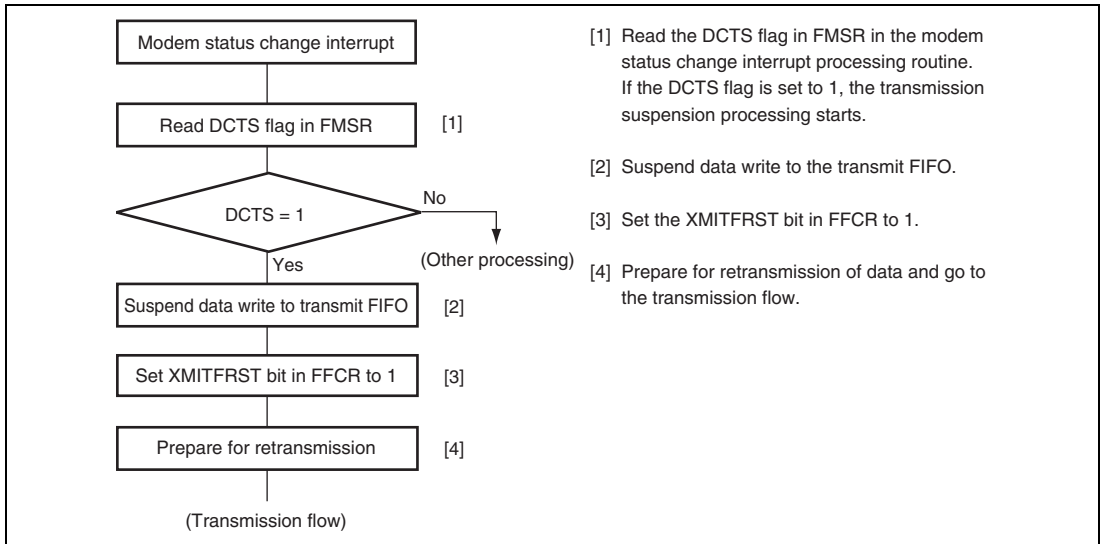 Modem status change interrupt
Read DCTS flag in FMSR
[1]
DCTS = 1
No
(Other processing)
Yes
Suspend data write to transmit FIFO
[2]
Set XMITFRST bit in FFCR to 1
[3]
Prepare for retransmission
[4]
(Transmission flow)
[1] Read the DCTS flag in FMSR in the modem
status change interrupt processing routine.
If the DCTS flag is set to 1, the transmission
suspension processing starts.
[2] Suspend data write to the transmit FIFO.
[3] Set the XMITFRST bit in FFCR to 1.
[4] Prepare for retransmission of data and go to
the transmission flow.